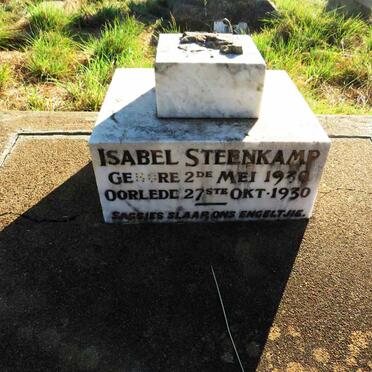 ISABEL STEENKAMP
GEBORE 2DE MEI 1930
OORLEDE 27STE OKT. 1930
SAGGIES SLAAP ONS ENGELTJIE.